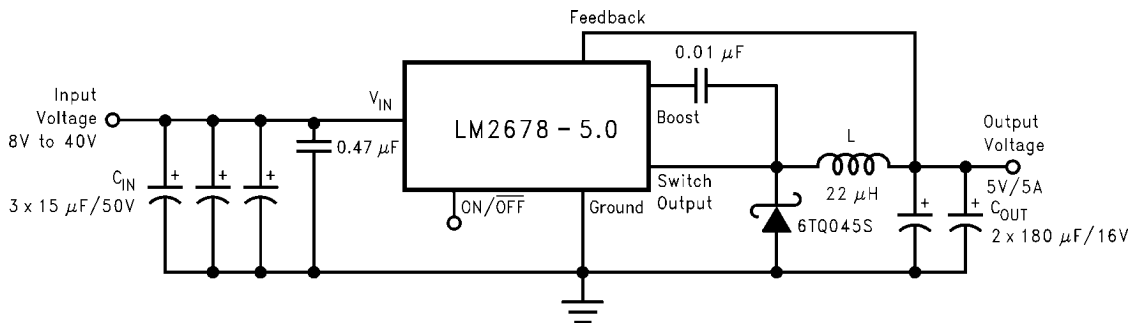 Feedback
0.01 μF
Input
Voltage
8V to 40V
V_IN
LM2678 - 5.0
Boost
0.47 μF
C_IN
3 x 15 μF/50V
ON/O̅F̅F̅
Ground
Switch
Output
L
22 μH
6TQ045S
Output
Voltage
5V/5A
C_OUT
2 x 180 μF/16V
+
+
+
+
+